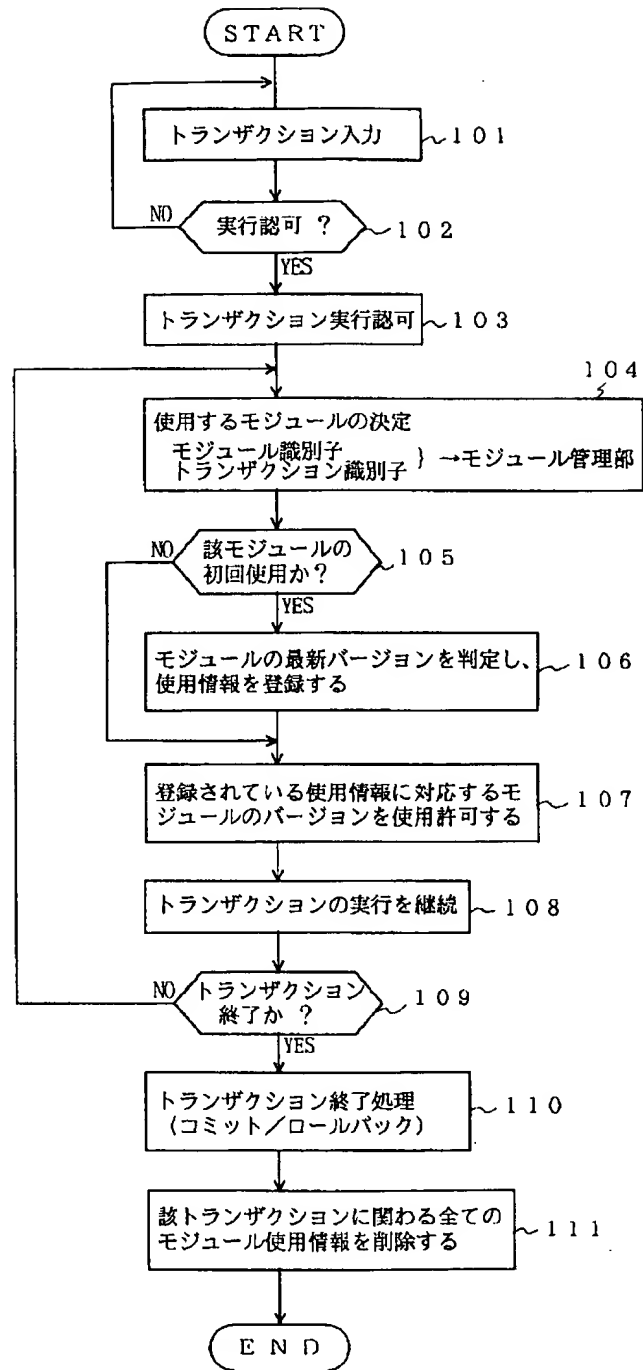 START
トランザクション入力
101
NO
実行認可 ?
102
YES
トランザクション実行認可
103
104
使用するモジュールの決定
モジュール識別子
トランザクション識別子
} →モジュール管理部
NO
該モジュールの
初回使用か?
105
YES
モジュールの最新バージョンを判定し、
使用情報を登録する
106
登録されている使用情報に対応するモ
ジュールのバージョンを使用許可する
107
トランザクションの実行を継続
108
NO
トランザクション
終了か ?
109
YES
トランザクション終了処理
(コミット/ロールバック)
110
該トランザクションに関わる全ての
モジュール使用情報を削除する
111
END